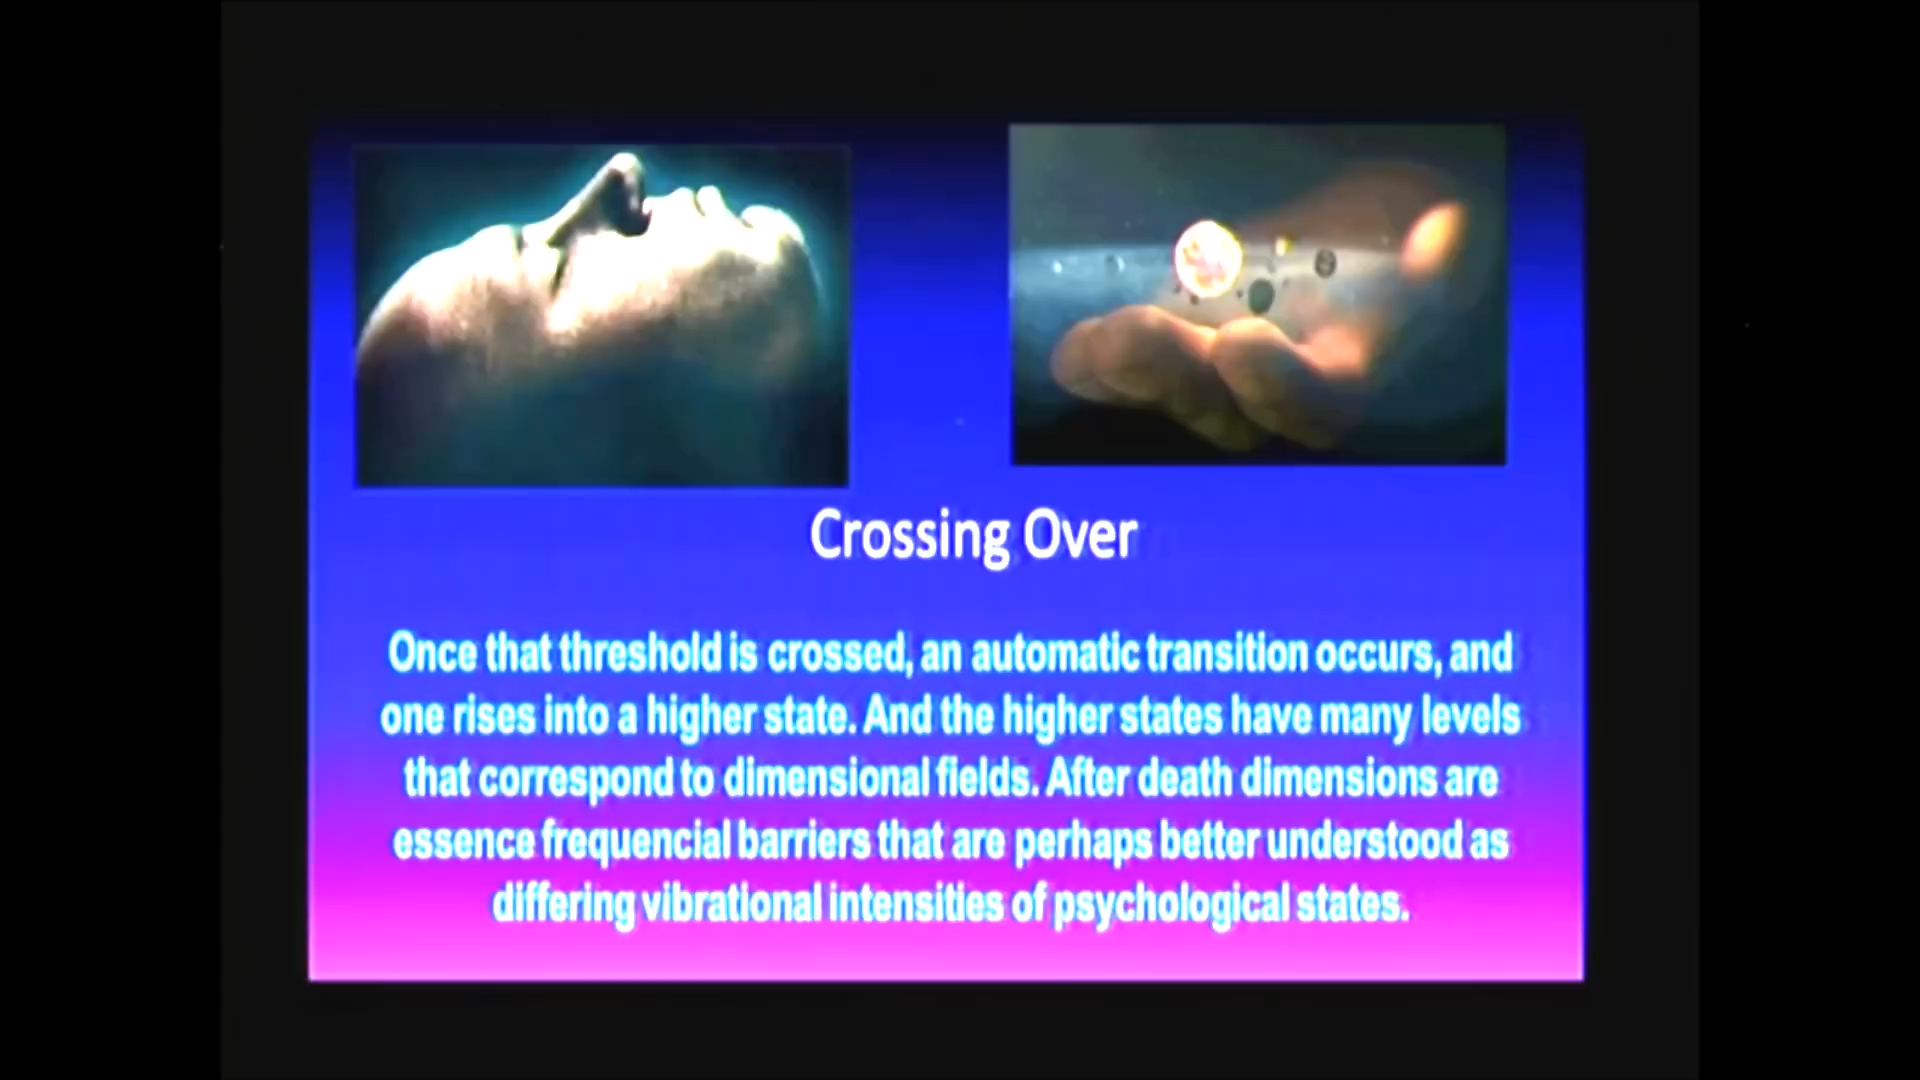 Crossing Over
Once that threshold is crossed, an automatic transition occurs, and
one rises into a higher state. And the higher states have many levels
that correspond to dimensional fields. After death dimensions are
essence frequencial barriers that are perhaps better understood as
differing vibrational intensities of psychological states.